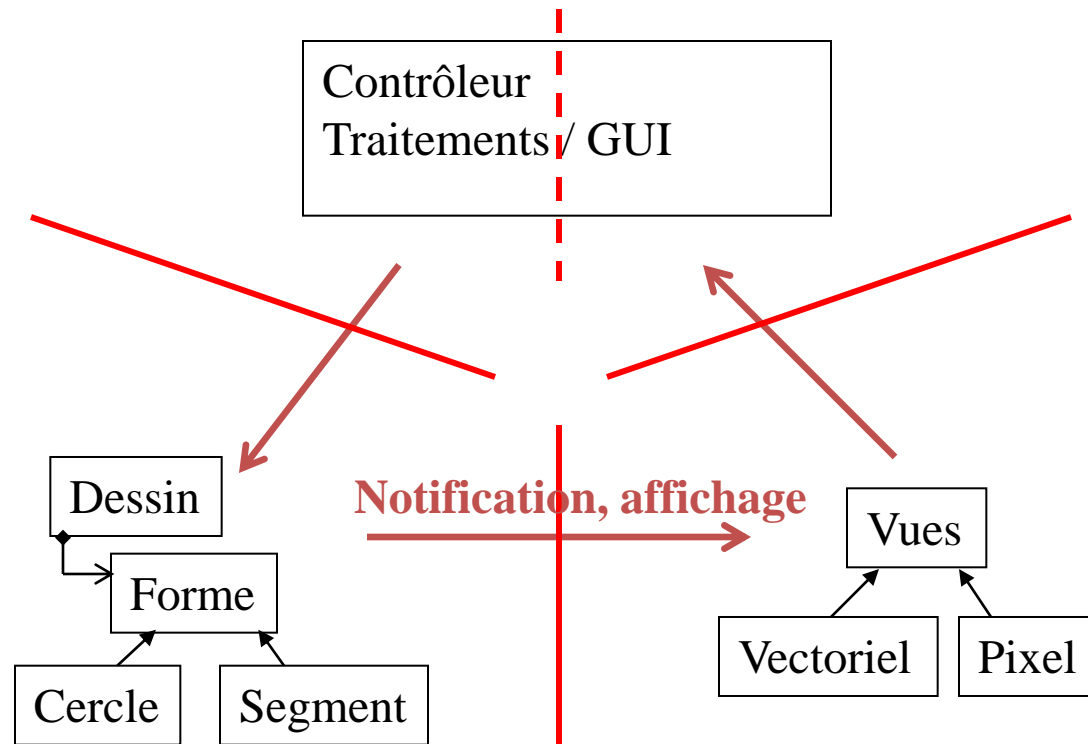 Contrôleur
Traitements / GUI
Dessin
Notification, affichage
Vues
Forme
Vectoriel
Pixel
Cercle
Segment